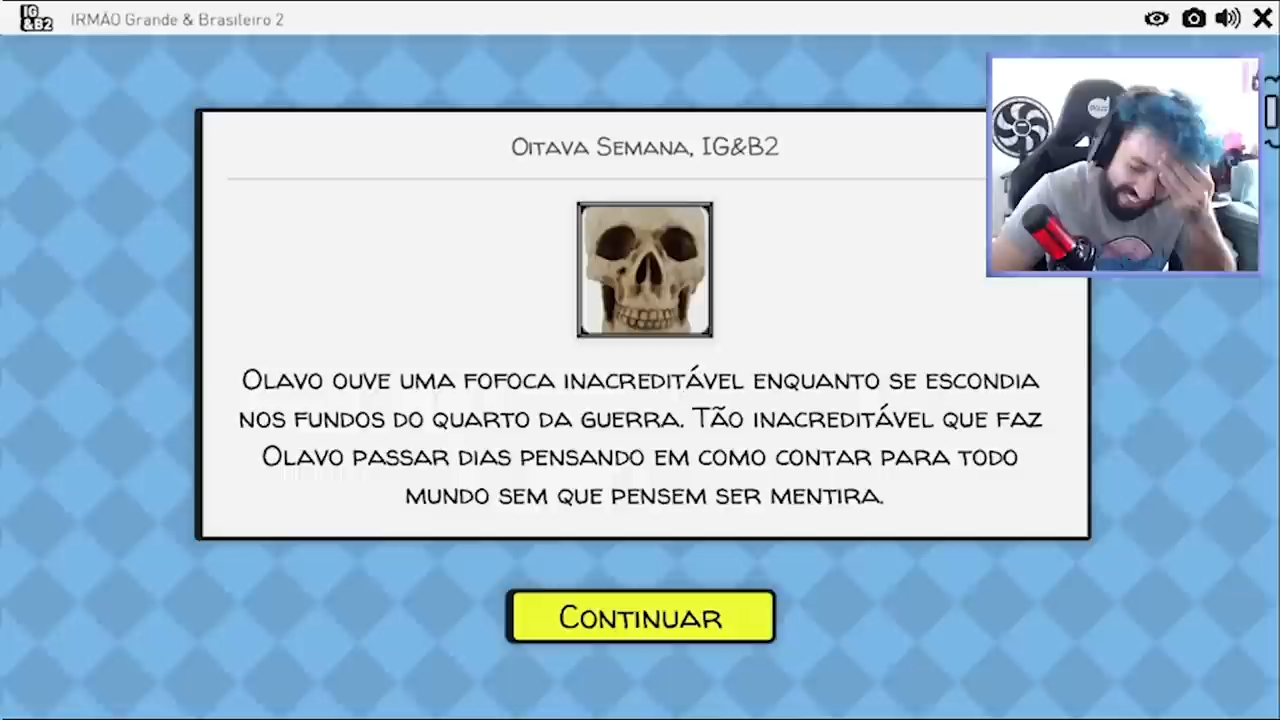 IG
&B2
IRMÃO Grande & Brasileiro 2
Oitava Semana, IG&B2
Olavo ouve uma fofoca inacreditável enquanto se escondia
nos fundos do quarto da guerra. Tão inacreditável que faz
Olavo passar dias pensando em como contar para todo
mundo sem que pensem ser mentira.
Continuar